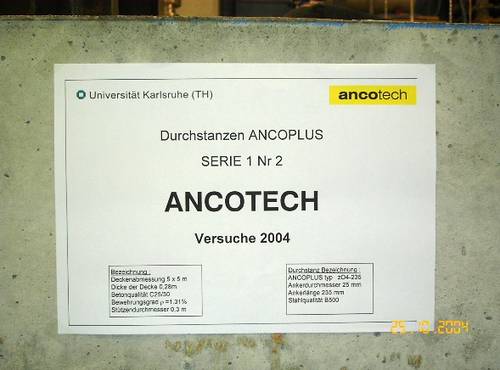 Universität Karlsruhe (TH)
ancotech
Durchstanzen ANCOPLUS
SERIE 1 Nr 2
ANCOTECH
Versuche 2004
Bezeichnung :
Deckenabmessung 5 x 5 m
Dicke der Decke 0,28m
Betonqualität C25/30
Bewehrungsgrad ρ =1.31%
Stützendurchmesser 0,3 m
Durchstanz Bezeichnung :
ANCOPLUS typ zD4-235
Ankerdurchmesser 25 mm
Ankerlänge 235 mm
Stahlqualität B500
25 10 2004